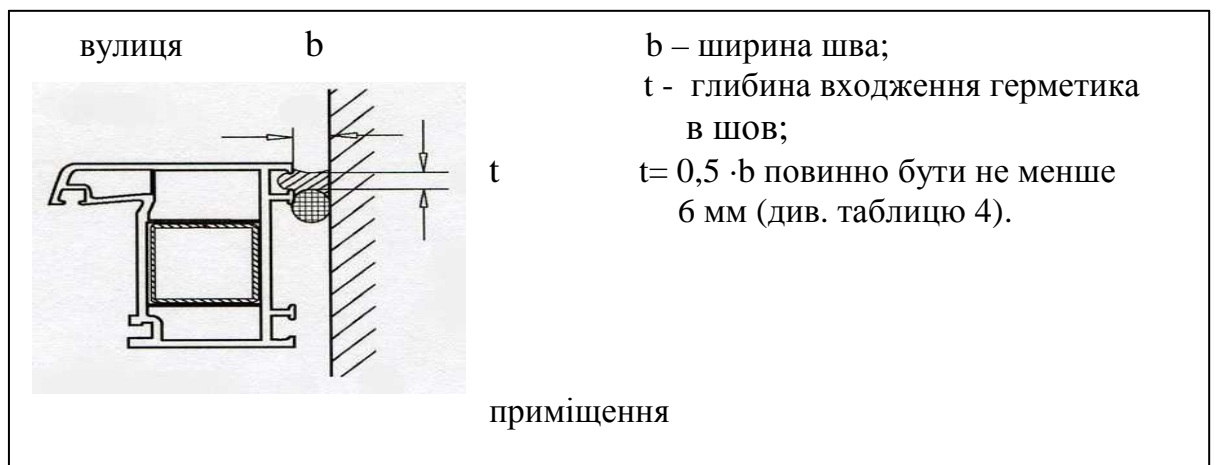 вулиця b
b – ширина шва;
t - глибина входження герметика
в шов;
t
t= 0,5 ·b повинно бути не менше
6 мм (див. таблицю 4).
приміщення